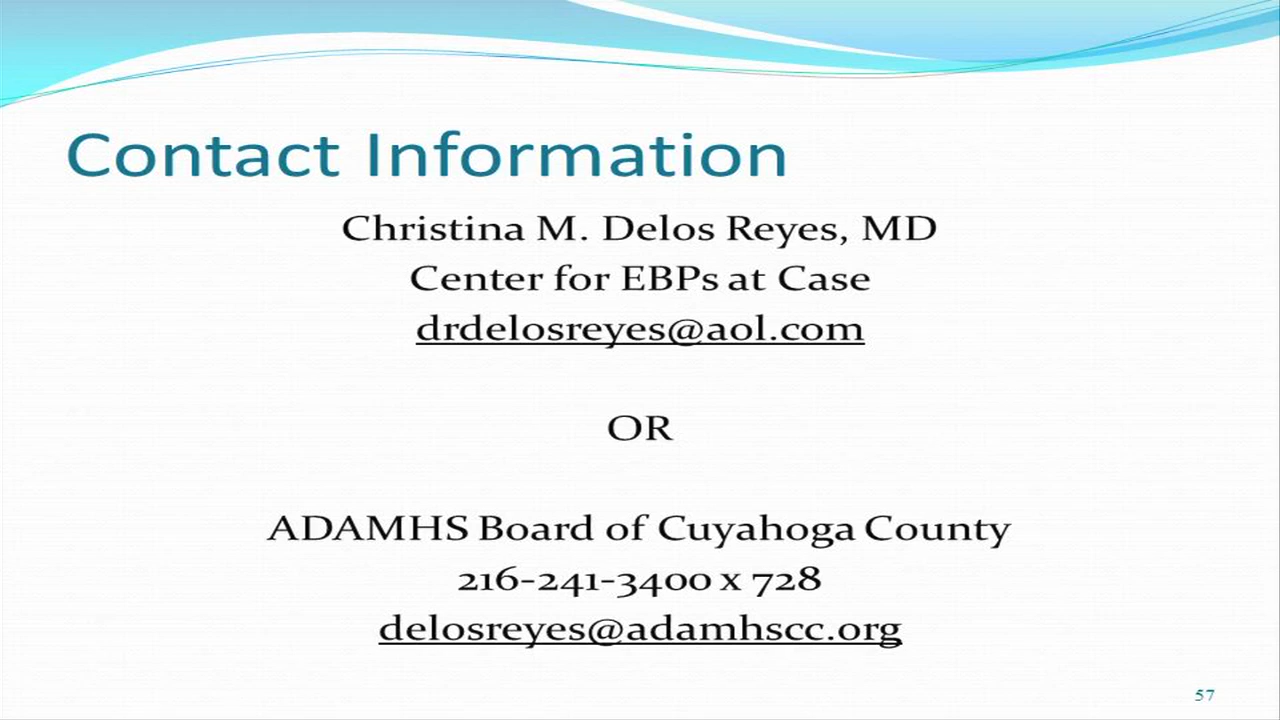 Contact Information
Christina M. Delos Reyes, MD
Center for EBPs at Case
drdelosreyes@aol.com
OR
ADAMHS Board of Cuyahoga County
216-241-3400 x 728
delosreyes@adamhscc.org
57